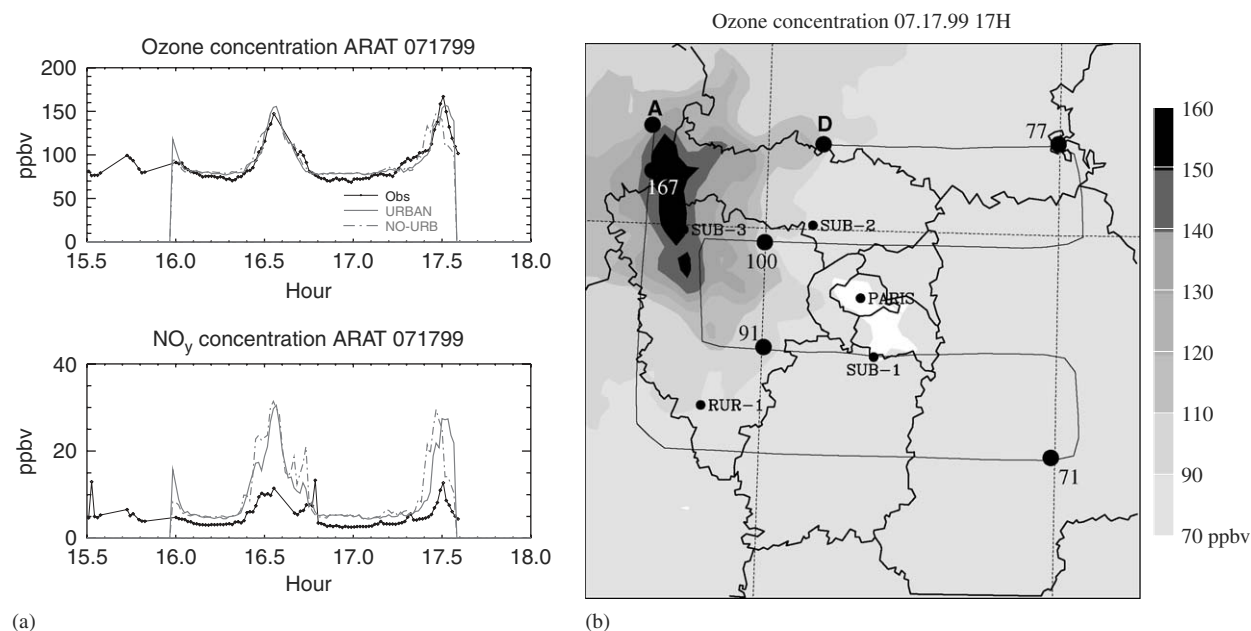 Ozone concentration ARAT 071799
200
150
100
50
0
ppbv
Obs
URBAN
NO-URB
15.5 16.0 16.5 17.0 17.5 18.0
Hour
NOy concentration ARAT 071799
40
20
0
ppbv
15.5 16.0 16.5 17.0 17.5 18.0
Hour
(a)
Ozone concentration 07.17.99 17H
A
D
77
167
SUB-3
SUB-2
100
PARIS
91
SUB-1
RUR-1
71
160
150
140
130
120
110
90
70 ppbv
(b)